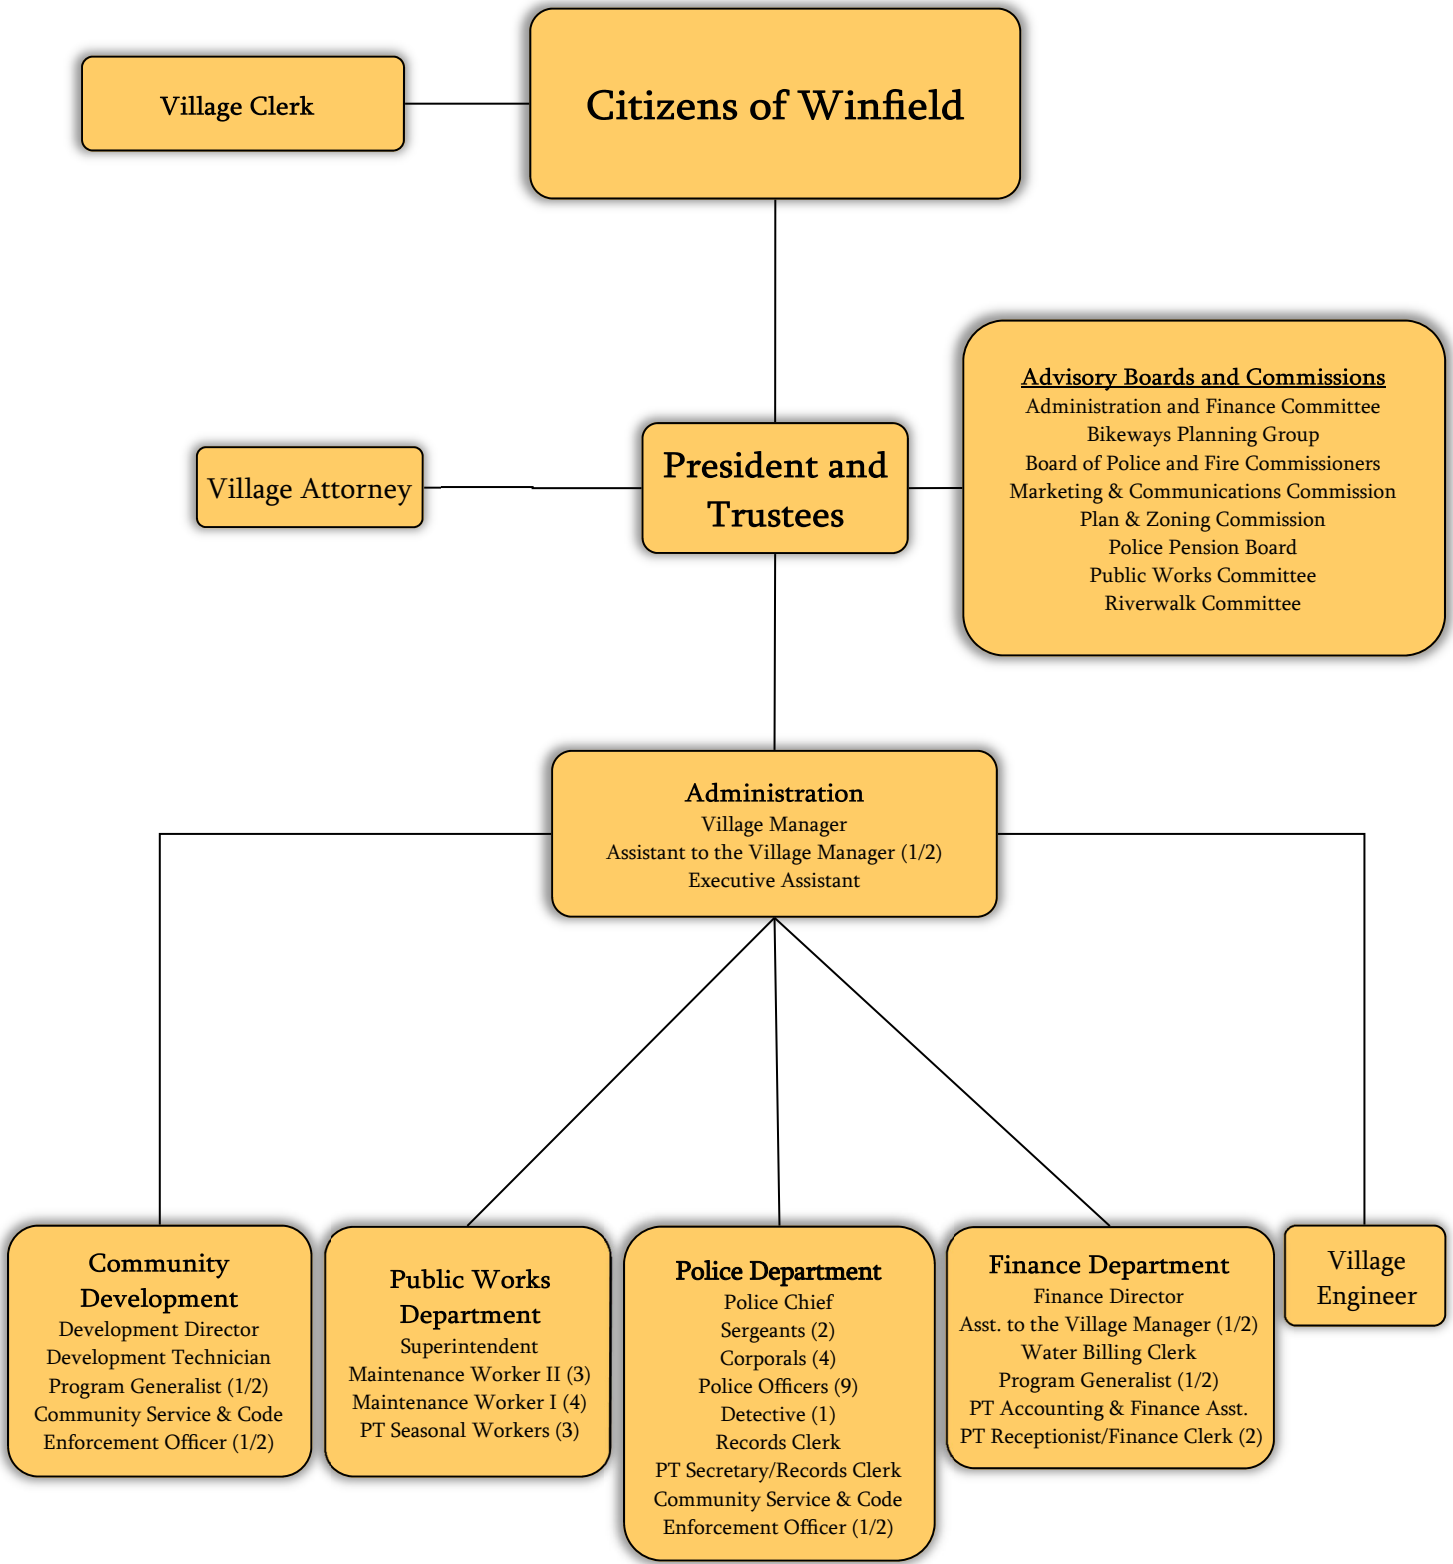 Village Clerk
Citizens of Winfield
Village Attorney
President and
Trustees
Advisory Boards and Commissions
Administration and Finance Committee
Bikeways Planning Group
Board of Police and Fire Commissioners
Marketing & Communications Commission
Plan & Zoning Commission
Police Pension Board
Public Works Committee
Riverwalk Committee
Administration
Village Manager
Assistant to the Village Manager (1/2)
Executive Assistant
Community
Development
Development Director
Development Technician
Program Generalist (1/2)
Community Service & Code
Enforcement Officer (1/2)
Public Works
Department
Superintendent
Maintenance Worker II (3)
Maintenance Worker I (4)
PT Seasonal Workers (3)
Police Department
Police Chief
Sergeants (2)
Corporals (4)
Police Officers (9)
Detective (1)
Records Clerk
PT Secretary/Records Clerk
Community Service & Code
Enforcement Officer (1/2)
Finance Department
Finance Director
Asst. to the Village Manager (1/2)
Water Billing Clerk
Program Generalist (1/2)
PT Accounting & Finance Asst.
PT Receptionist/Finance Clerk (2)
Village
Engineer